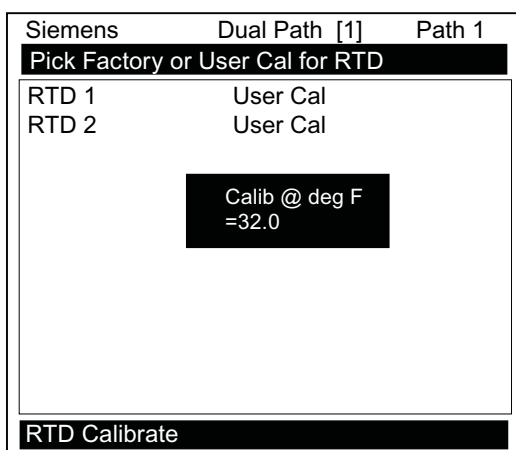 Siemens Dual Path [1] Path 1
Pick Factory or User Cal for RTD
RTD 1 User Cal
RTD 2 User Cal
Calib @ deg F
=32.0
RTD Calibrate